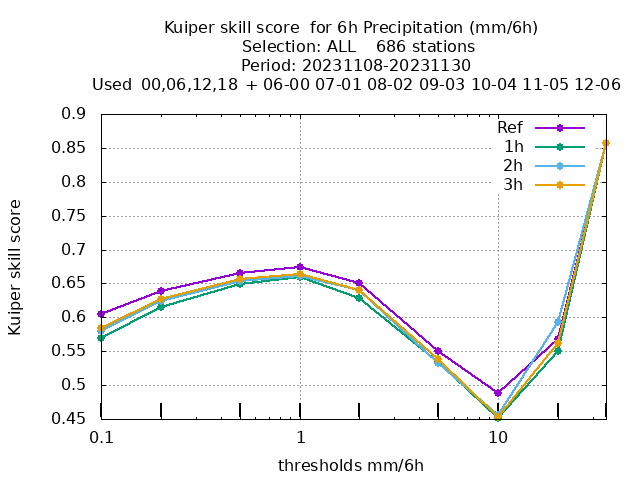 Kuiper skill score  for 6h Precipitation (mm/6h)
Selection: ALL    686 stations
Period: 20231108-20231130
Used  00,06,12,18  + 06-00 07-01 08-02 09-03 10-04 11-05 12-06
Ref
1h
2h
3h
0.9
0.85
0.8
0.75
0.7
0.65
0.6
0.55
0.5
0.45
Kuiper skill score
0.1
1
10
thresholds mm/6h